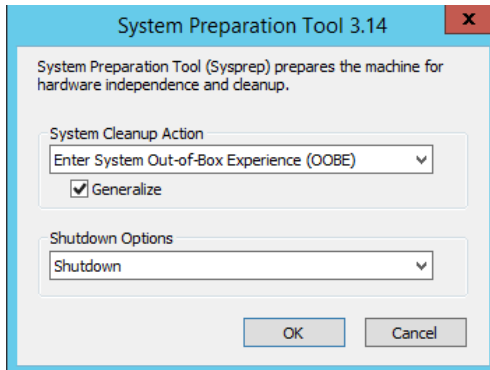 System Preparation Tool 3.14
x
System Preparation Tool (Sysprep) prepares the machine for
hardware independence and cleanup.
System Cleanup Action
Enter System Out-of-Box Experience (OOBE)
Generalize
Shutdown Options
Shutdown
OK
Cancel